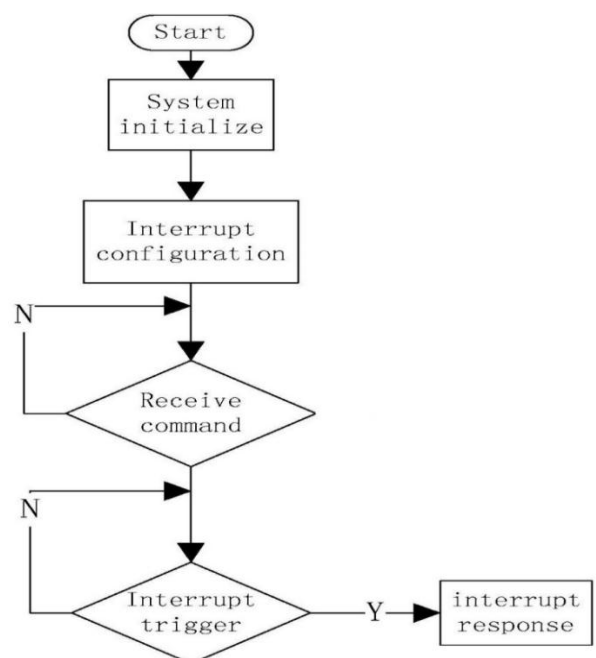 Start
System
initialize
Interrupt
configuration
N
Receive
command
N
Interrupt
trigger
Y
interrupt
response